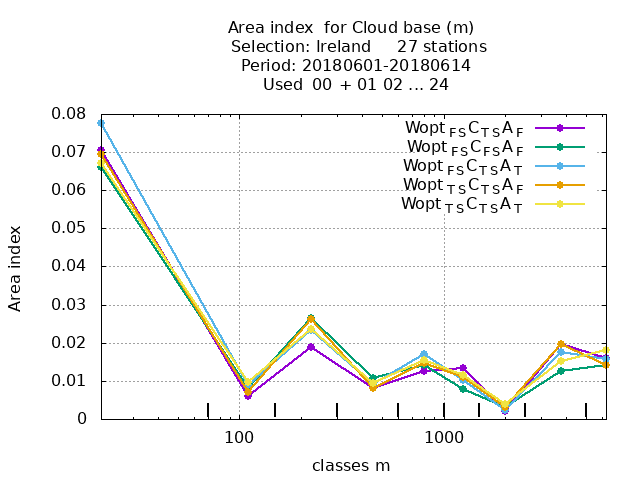 Area index  for Cloud base (m)
Selection: Ireland     27 stations
Period: 20180601-20180614
Used  00 + 01 02 ... 24
0.08
0.07
0.06
0.05
0.04
0.03
0.02
0.01
0
Area index
Wopt FS C TS A F
Wopt FS C FS A F
Wopt FS C TS A T
Wopt TS C TS A F
Wopt TS C TS A T
100 1000
classes m